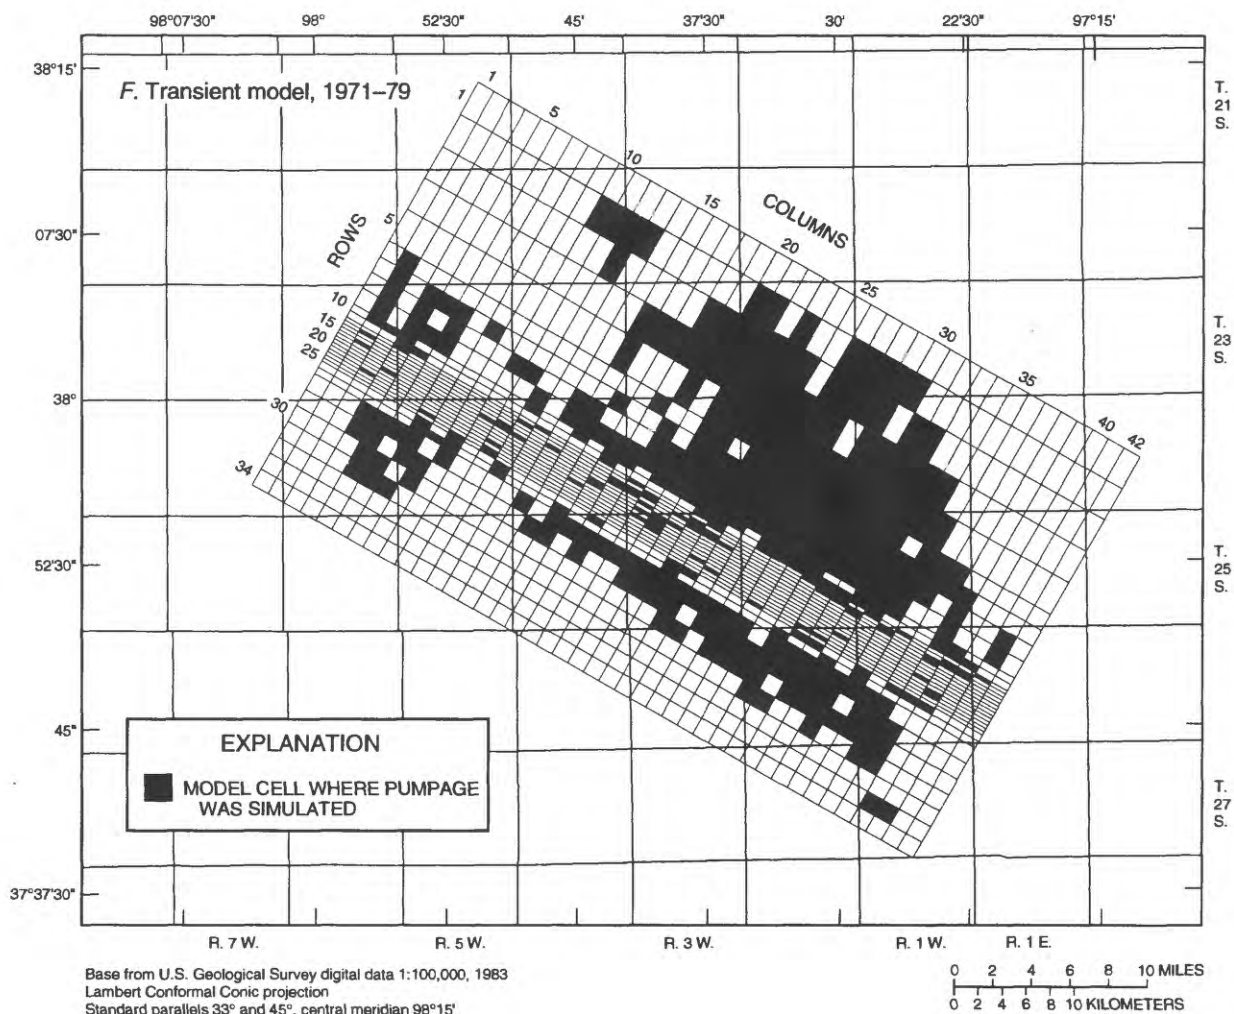 98°07'30" 98° 52'30" 45' 37'30" 30' 22'30" 97°15'
38°15'
F. Transient model, 1971–79
T.
21
S.
1
1
5
10
15
COLUMNS
20
25
30
35
40
42
07'30"
ROWS
5
10
15
20
25
30
34
T.
23
S.
38°
52'30"
T.
25
S.
45"
EXPLANATION
MODEL CELL WHERE PUMPAGE
WAS SIMULATED
T.
27
S.
37°37'30"
R. 7 W. R. 5 W. R. 3 W. R. 1 W. R. 1 E.
Base from U.S. Geological Survey digital data 1:100,000, 1983
Lambert Conformal Conic projection
Standard parallels 33° and 45°, central meridian 98°15'
0 2 4 6 8 10 MILES
0 2 4 6 8 10 KILOMETERS